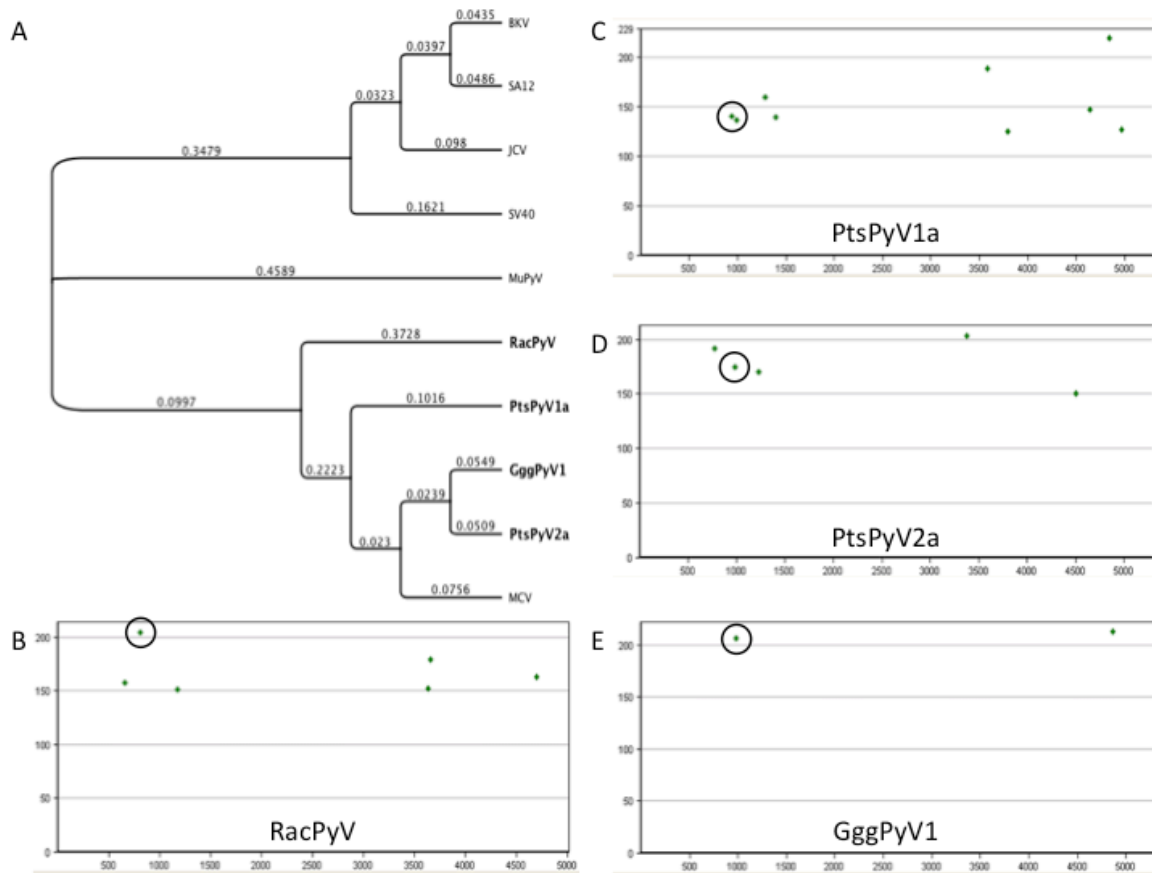 A
0.0435
BKV
0.0397
0.0486
SA12
0.0323
0.098
JCV
0.3479
0.1621
SV40
0.4589
MuPyV
0.3728
RacPyV
0.0997
0.1016
PtsPyV1a
0.2223
0.0549
GggPyV1
0.0239
0.0509
PtsPyV2a
0.023
0.0756
MCV
B
200
150
100
50
0
RacPyV
500 1000 1500 2000 2500 3000 3500 4000 4500 5000
C
229
200
150
100
50
0
PtsPyV1a
500 1000 1500 2000 2500 3000 3500 4000 4500 5000
D
200
150
100
50
0
PtsPyV2a
500 1000 1500 2000 2500 3000 3500 4000 4500 5000
E
200
150
100
50
0
GggPyV1
500 1000 1500 2000 2500 3000 3500 4000 4500 5000